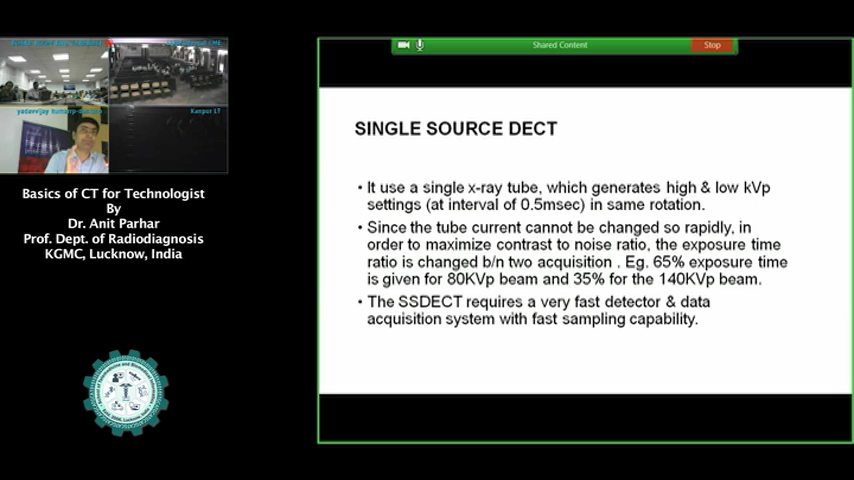 Shared Content
Stop
Kanpur LT
Basics of CT for Technologist
By
Dr. Anit Parhar
Prof. Dept. of Radiodiagnosis
KGMC, Lucknow, India
SINGLE SOURCE DECT
• It use a single x-ray tube, which generates high & low kVp
settings (at interval of 0.5msec) in same rotation.
• Since the tube current cannot be changed so rapidly, in
order to maximize contrast to noise ratio, the exposure time
ratio is changed b/n two acquisition . Eg, 65% exposure time
is given for 80KVp beam and 35% for the 140KVp beam.
• The SSDECT requires a very fast detector & data
acquisition system with fast sampling capability.